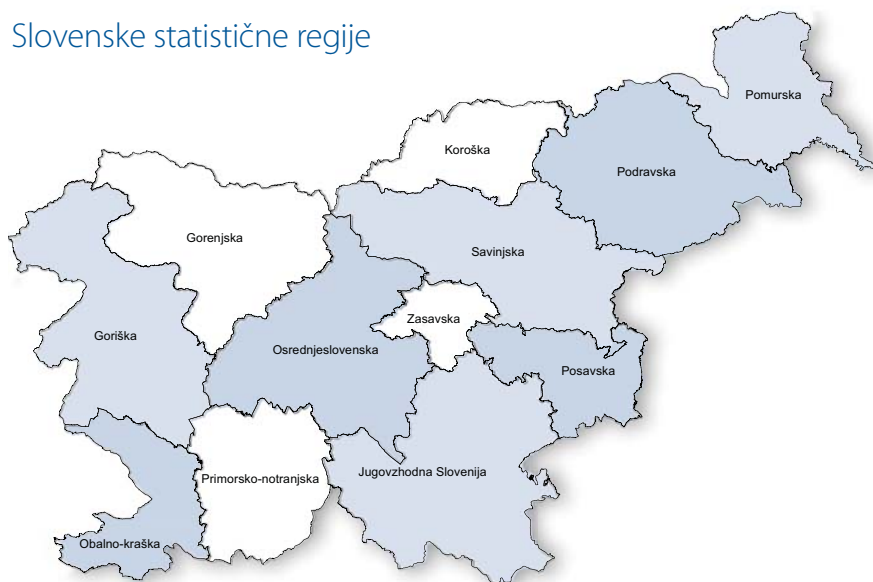 Slovenske statistične regije
Pomurska
Koroška
Podravska
Gorenjska
Savinjska
Zasavska
Goriška
Osrednjeslovenska
Posavska
Primorsko-notranjska
Jugovzhodna Slovenija
Obalno-kraška